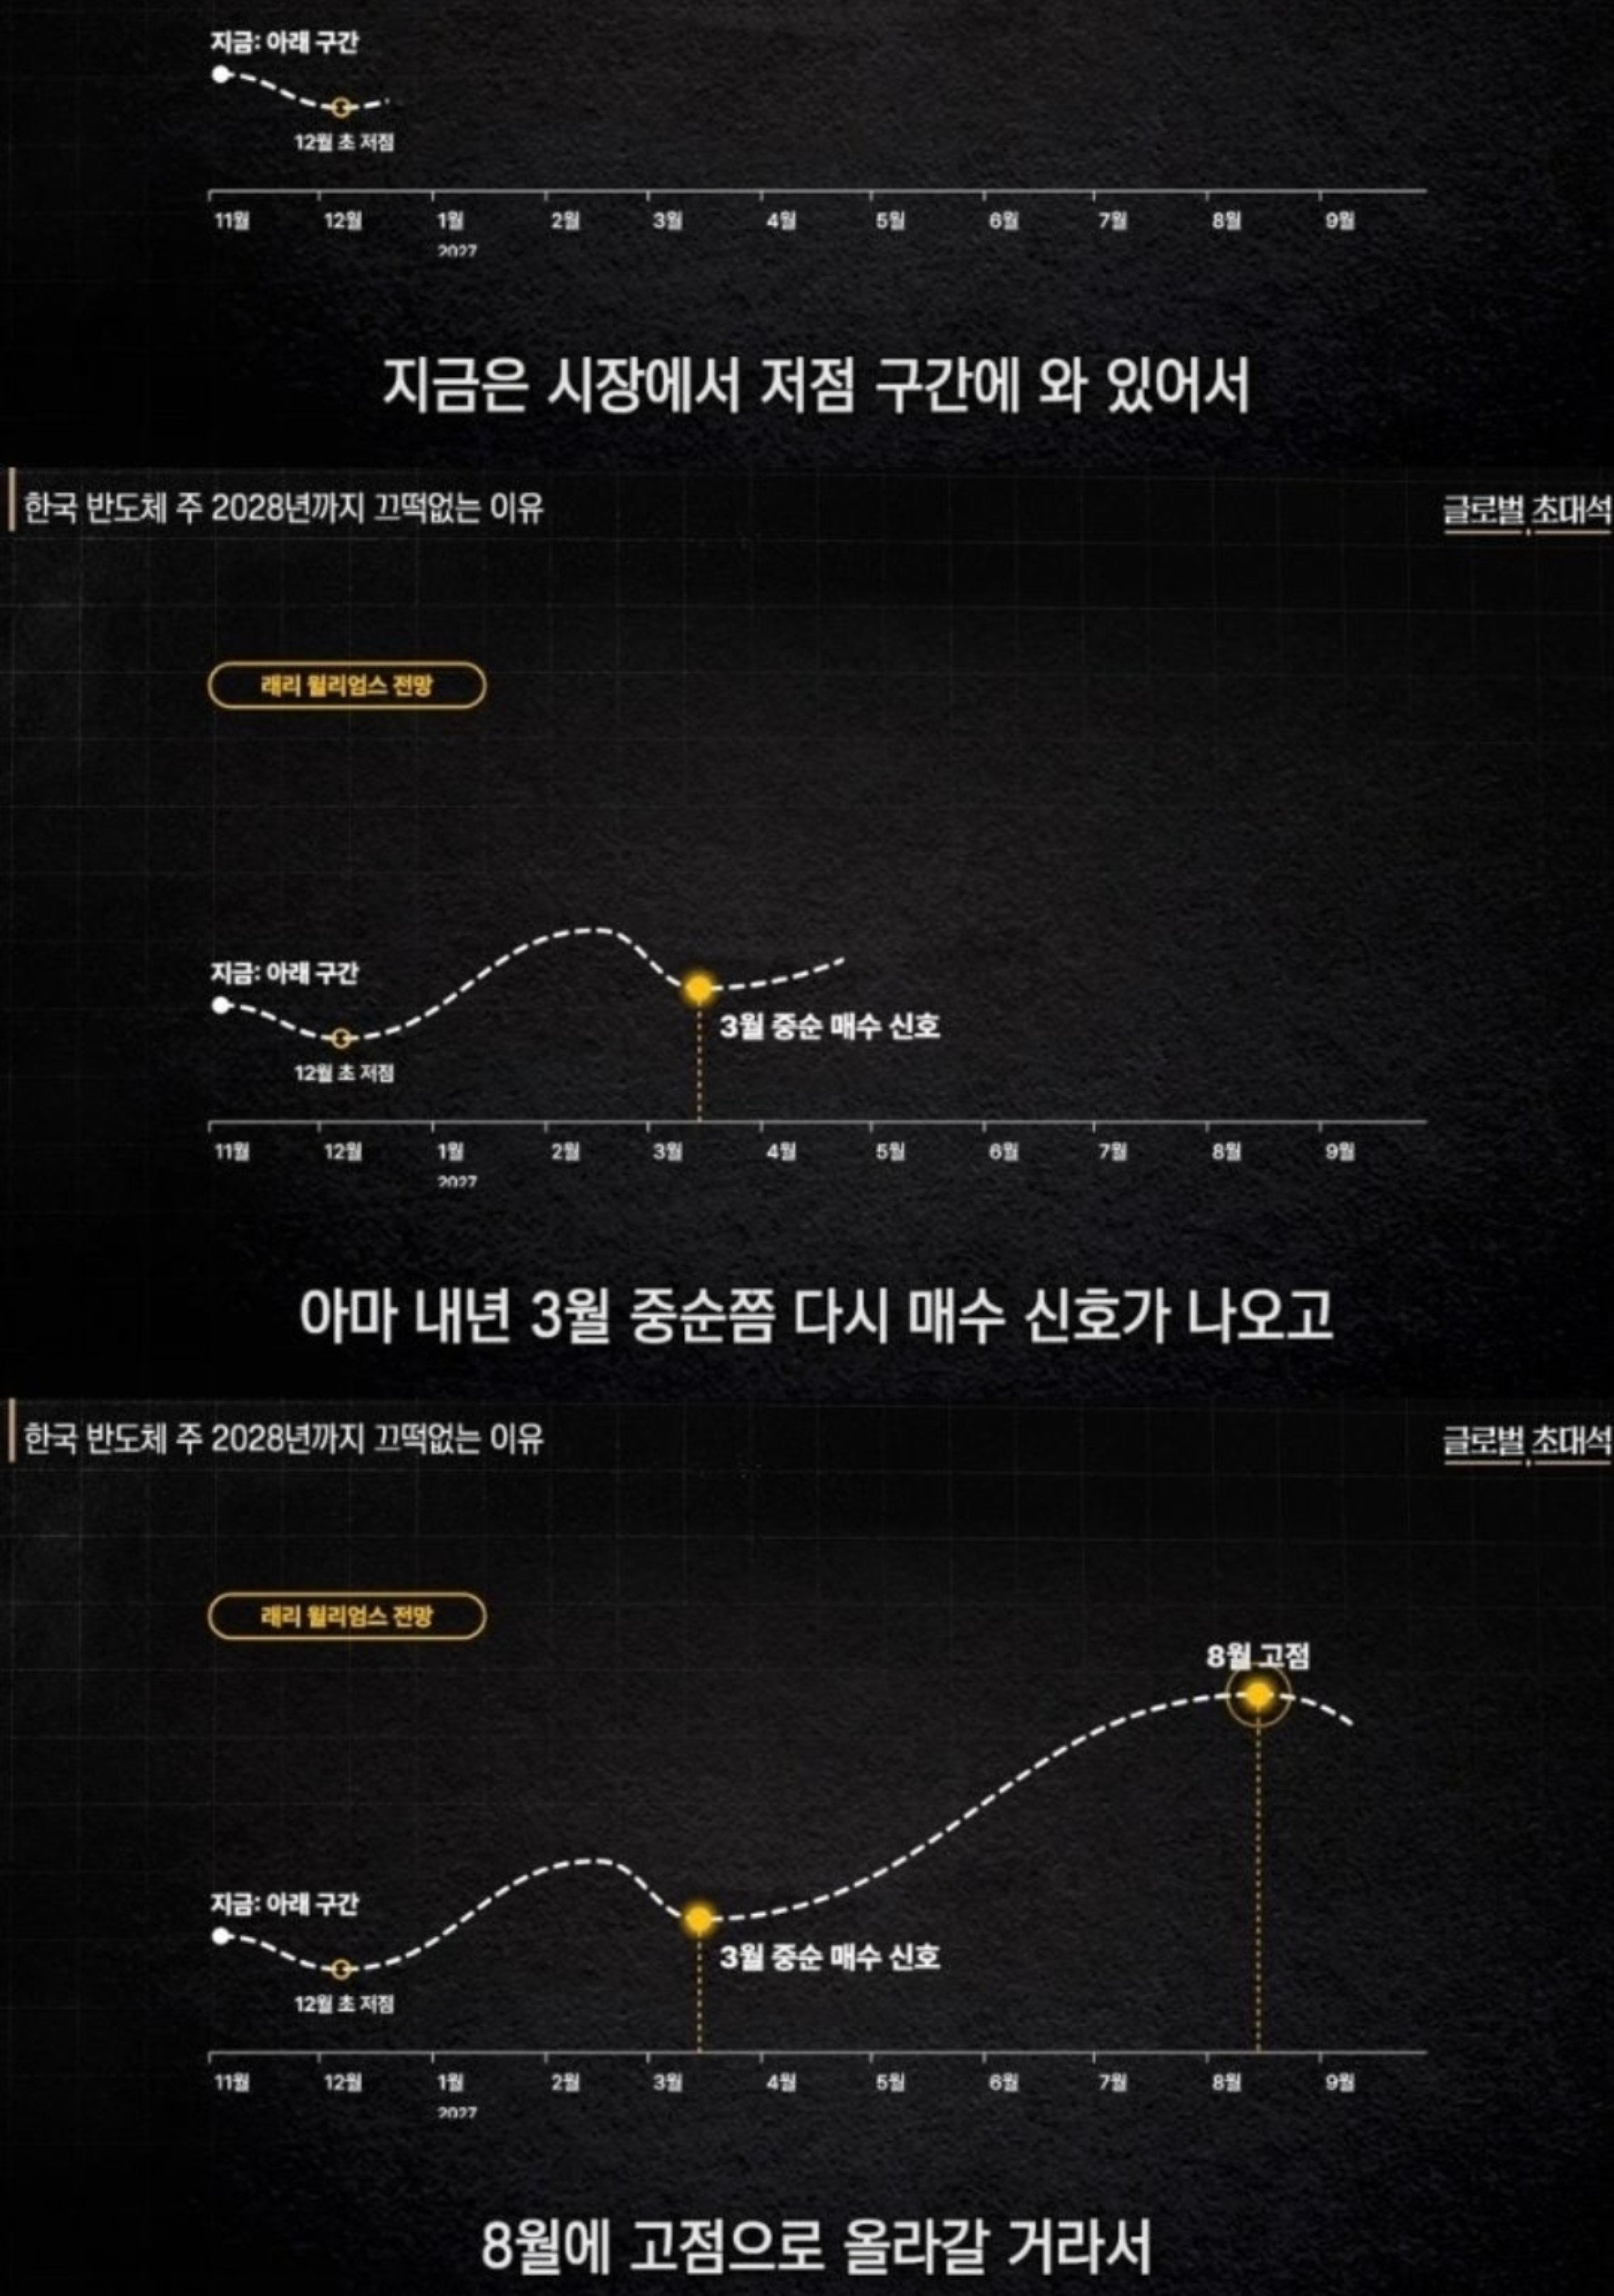 지금: 아래 구간
12월 초 저점
11월 12월 1월 2월 3월 4월 5월 6월 7월 8월 9월
2027
지금은 시장에서 저점 구간에 와 있어서
한국 반도체 주 2028년까지 끄떡없는 이유
글로벌 초대석
래리 윌리엄스 전망
지금: 아래 구간
3월 중순 매수 신호
12월 초 저점
11월 12월 1월 2월 3월 4월 5월 6월 7월 8월 9월
2027
아마 내년 3월 중순쯤 다시 매수 신호가 나오고
한국 반도체 주 2028년까지 끄떡없는 이유
글로벌 초대석
래리 윌리엄스 전망
8월 고점
지금: 아래 구간
3월 중순 매수 신호
12월 초 저점
11월 12월 1월 2월 3월 4월 5월 6월 7월 8월 9월
2027
8월에 고점으로 올라갈 거라서